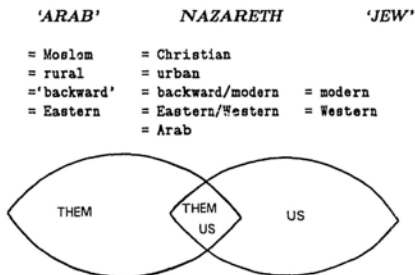 'ARAB' NAZARETH 'JEW'
= Moslom = Christian
= rural = urban
='backward' = backward/modern = modern
= Eastern = Eastern/Western = Western
= Arab
THEM THEM US
US